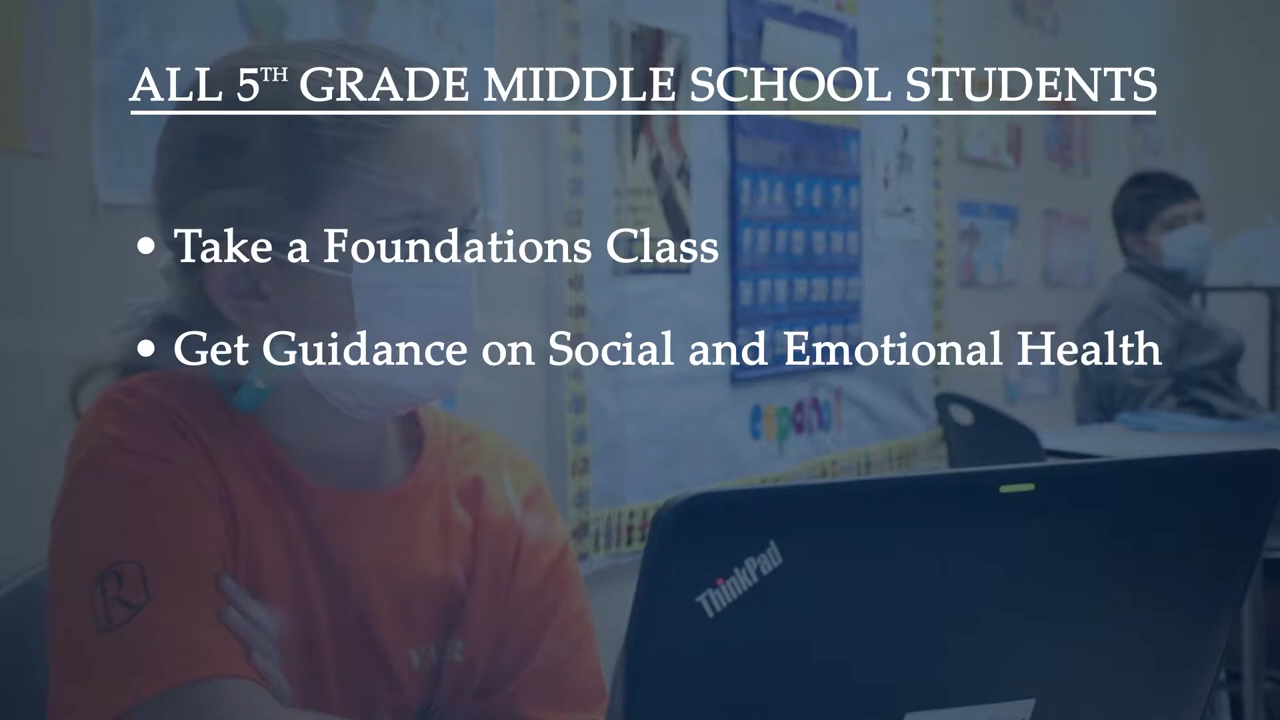 ALL 5TH GRADE MIDDLE SCHOOL STUDENTS
• Take a Foundations Class
• Get Guidance on Social and Emotional Health
español
ThinkPad
R